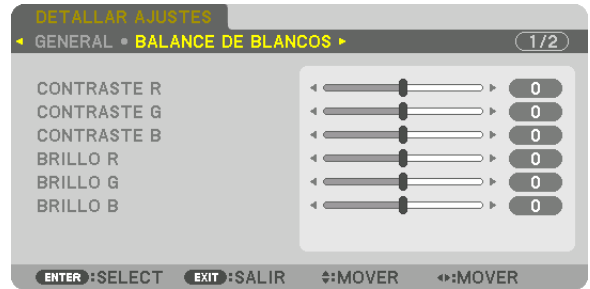 DETALLAR AJUSTES
GENERAL • BALANCE DE BLANCOS 1/2
CONTRASTE R 0
CONTRASTE G 0
CONTRASTE B 0
BRILLO R 0
BRILLO G 0
BRILLO B 0
ENTER :SELECT EXIT :SALIR :MOVER :MOVER